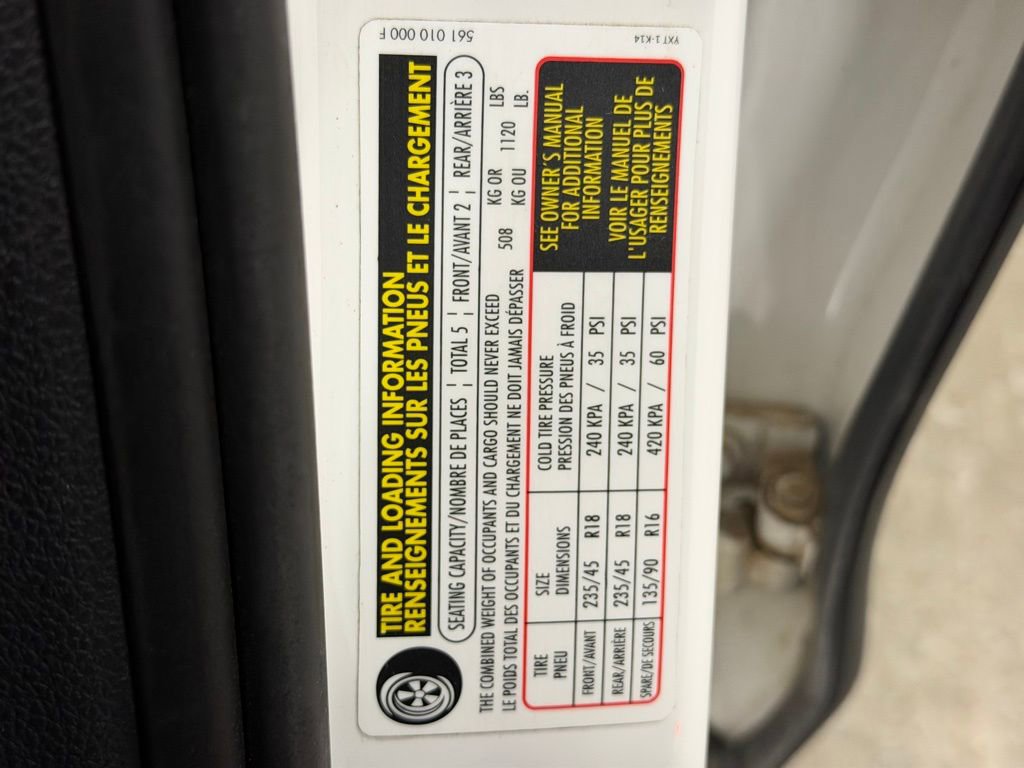 561 010 000 F
YXT 1-K14
TIRE AND LOADING INFORMATION
RENSEIGNEMENTS SUR LES PNEUS ET LE CHARGEMENT
SEATING CAPACITY/NOMBRE DE PLACES ¦ TOTAL 5 ¦ FRONT/AVANT 2 ¦ REAR/ARRIÈRE 3
THE COMBINED WEIGHT OF OCCUPANTS AND CARGO SHOULD NEVER EXCEED 508 KG OR 1120 LBS
LE POIDS TOTAL DES OCCUPANTS ET DU CHARGEMENT NE DOIT JAMAIS DÉPASSER KG OU LB.
TIRE SIZE COLD TIRE PRESSURE
PNEU DIMENSIONS PRESSION DES PNEUS À FROID
FRONT/AVANT 235/45 R18 240 KPA / 35 PSI
REAR/ARRIÈRE 235/45 R18 240 KPA / 35 PSI
SPARE/DE SECOURS 135/90 R16 420 KPA / 60 PSI
SEE OWNER'S MANUAL
FOR ADDITIONAL
INFORMATION
VOIR LE MANUEL DE
L'USAGER POUR PLUS DE
RENSEIGNEMENTS